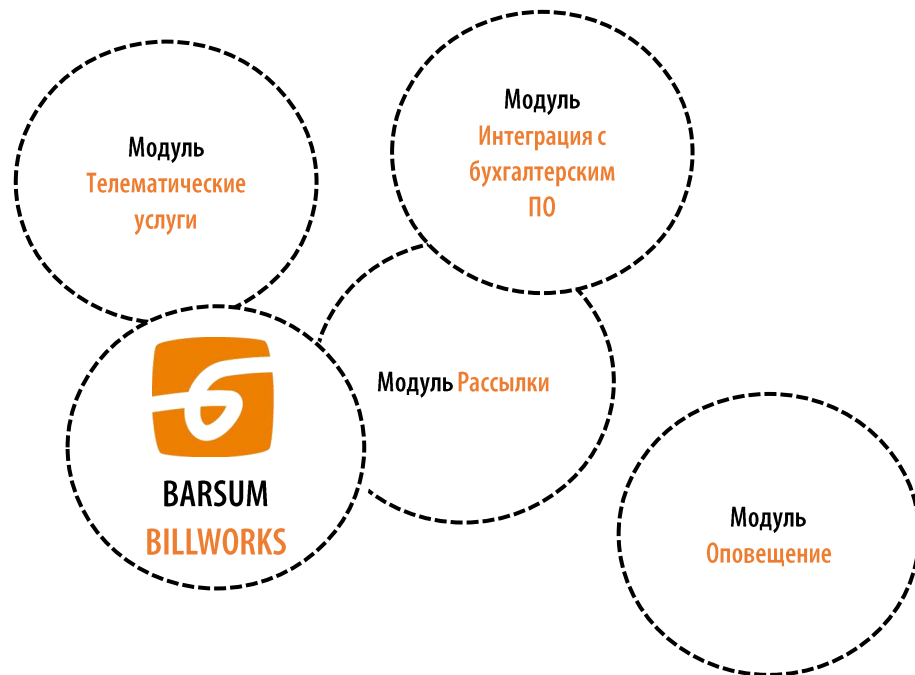 Модуль
Телематические
услуги
Модуль
Интеграция с
бухгалтерским
ПО
Модуль Рассылки
BARSUM
BILLWORKS
Модуль
Оповещение